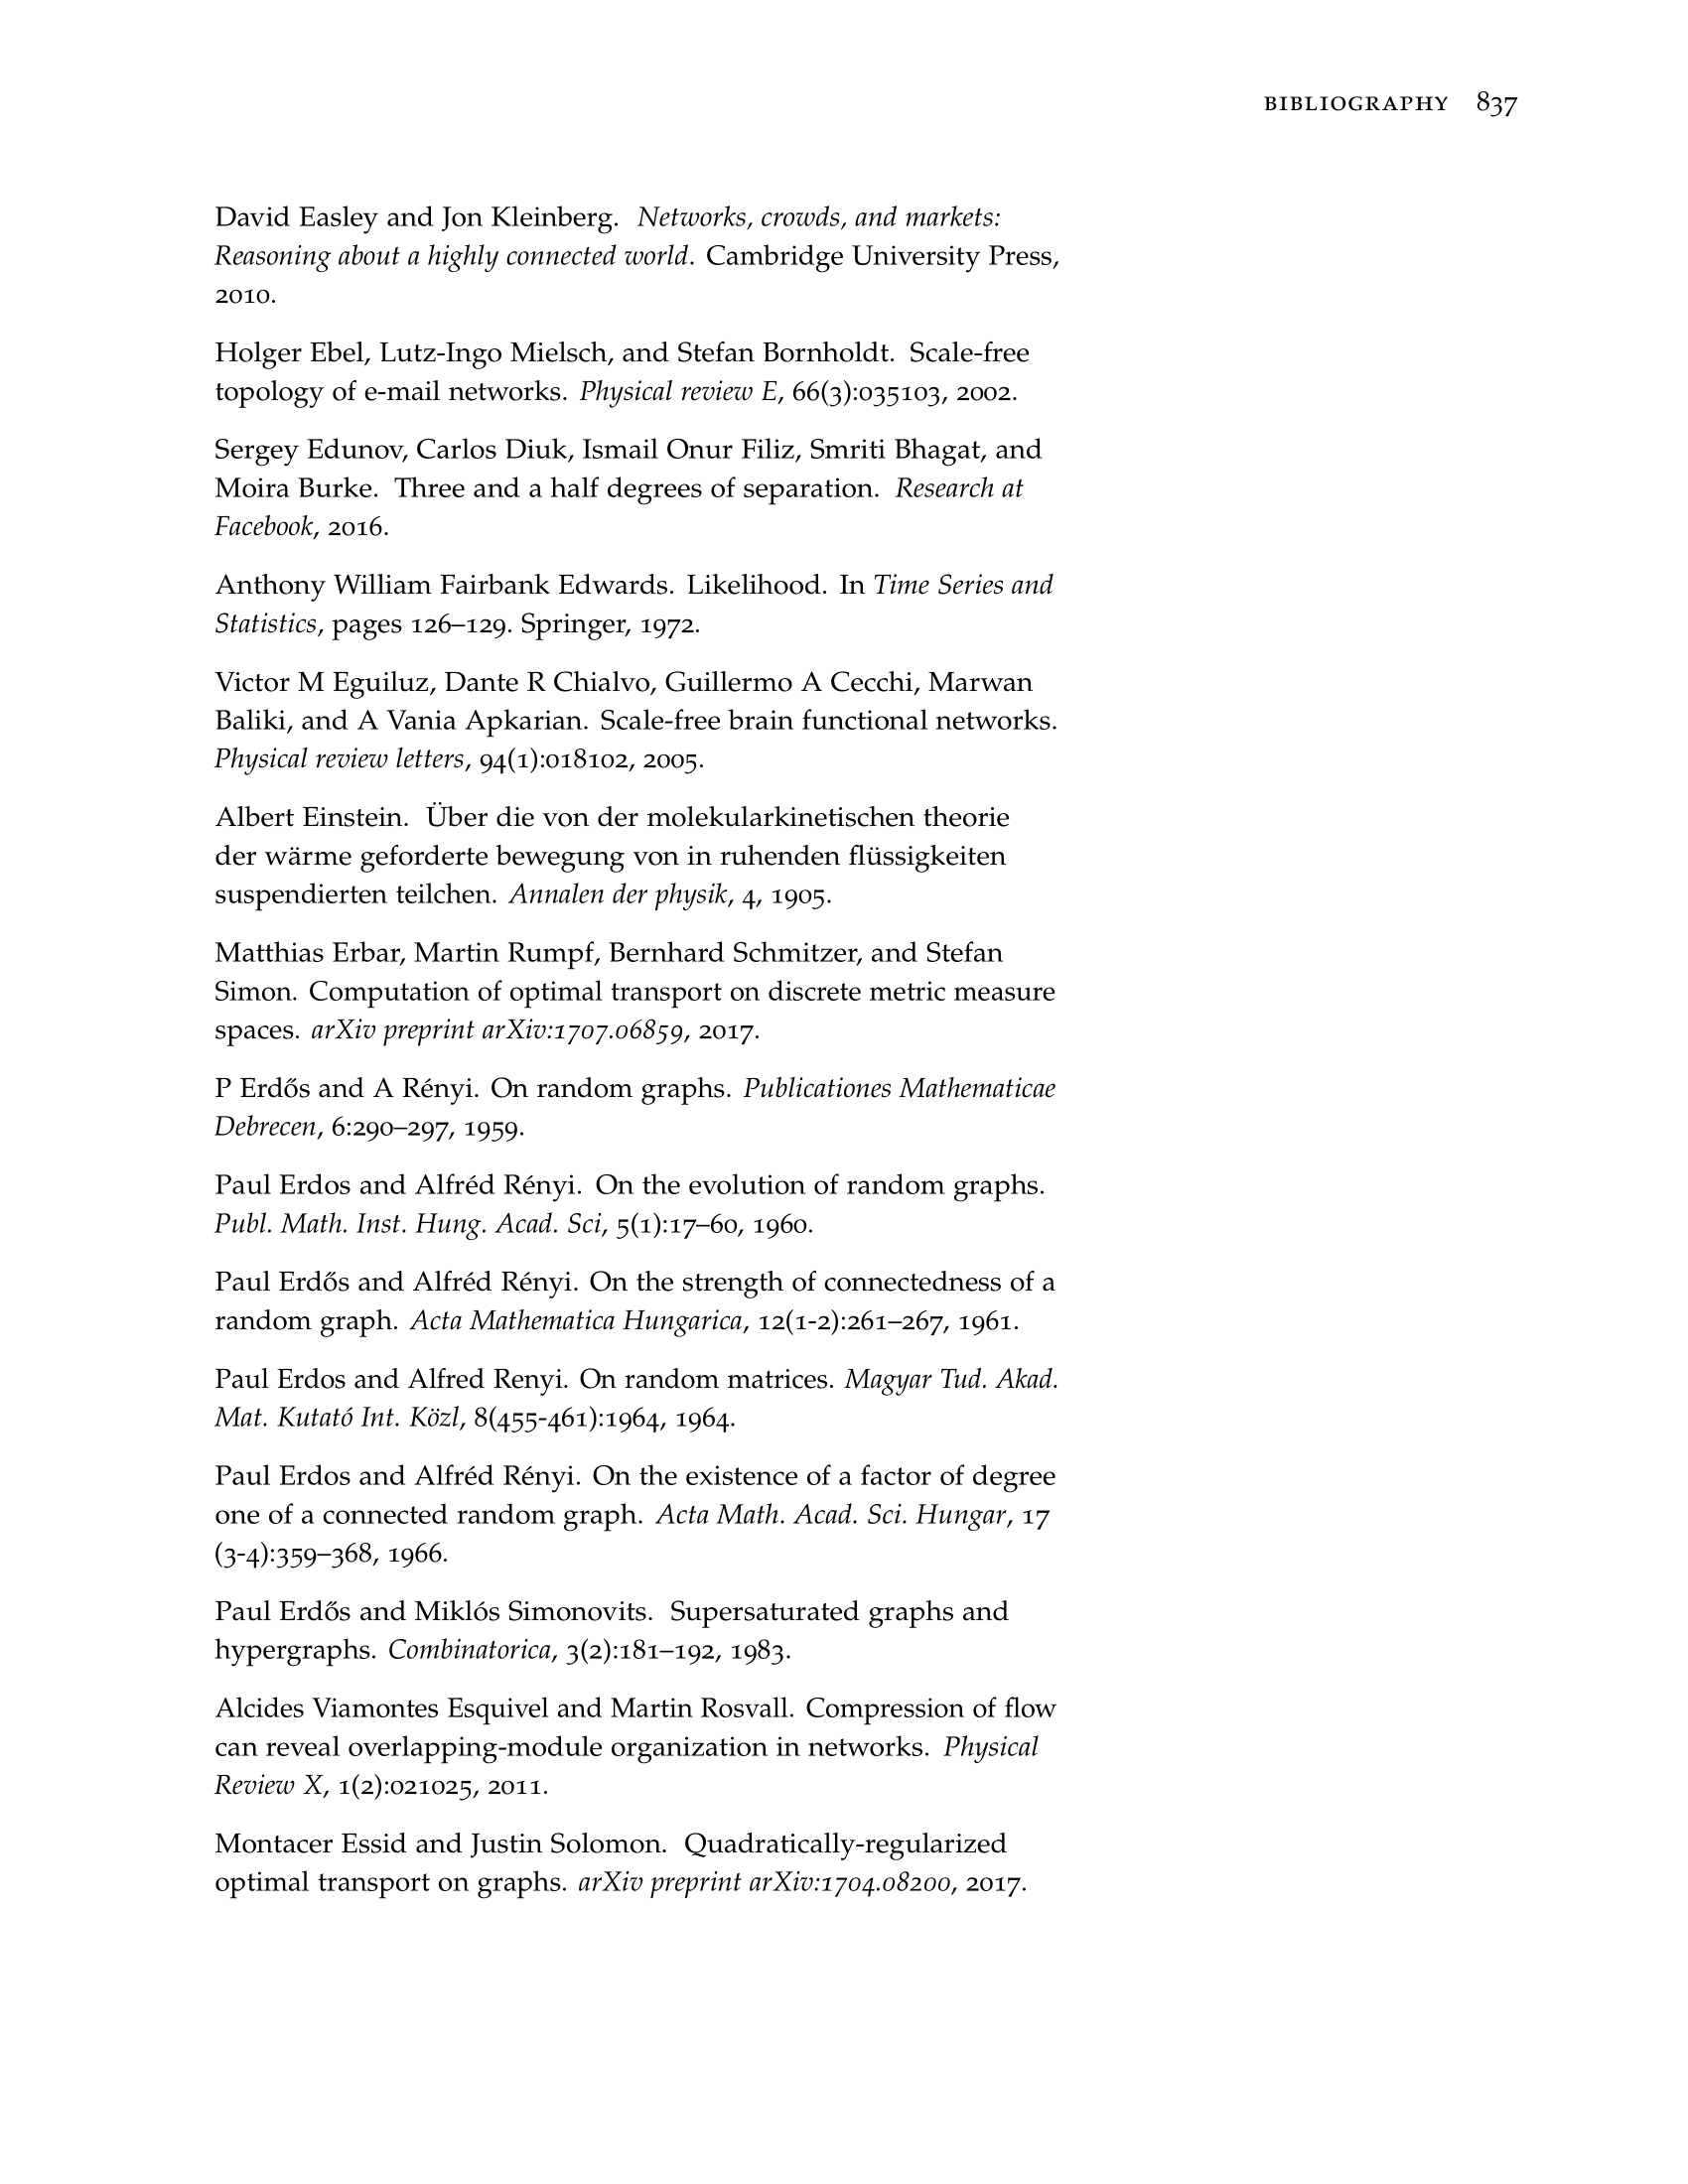 BIBLIOGRAPHY 837
David Easley and Jon Kleinberg. Networks, crowds, and markets:
Reasoning about a highly connected world. Cambridge University Press,
2010.
Holger Ebel, Lutz-Ingo Mielsch, and Stefan Bornholdt. Scale-free
topology of e-mail networks. Physical review E, 66(3):035103, 2002.
Sergey Edunov, Carlos Diuk, Ismail Onur Filiz, Smriti Bhagat, and
Moira Burke. Three and a half degrees of separation. Research at
Facebook, 2016.
Anthony William Fairbank Edwards. Likelihood. In Time Series and
Statistics, pages 126–129. Springer, 1972.
Victor M Eguiluz, Dante R Chialvo, Guillermo A Cecchi, Marwan
Baliki, and A Vania Apkarian. Scale-free brain functional networks.
Physical review letters, 94(1):018102, 2005.
Albert Einstein. Über die von der molekularkinetischen theorie
der wärme geforderte bewegung von in ruhenden flüssigkeiten
suspendierten teilchen. Annalen der physik, 4, 1905.
Matthias Erbar, Martin Rumpf, Bernhard Schmitzer, and Stefan
Simon. Computation of optimal transport on discrete metric measure
spaces. arXiv preprint arXiv:1707.06859, 2017.
P Erdős and A Rényi. On random graphs. Publicationes Mathematicae
Debrecen, 6:290–297, 1959.
Paul Erdos and Alfréd Rényi. On the evolution of random graphs.
Publ. Math. Inst. Hung. Acad. Sci, 5(1):17–60, 1960.
Paul Erdős and Alfréd Rényi. On the strength of connectedness of a
random graph. Acta Mathematica Hungarica, 12(1-2):261–267, 1961.
Paul Erdos and Alfred Renyi. On random matrices. Magyar Tud. Akad.
Mat. Kutató Int. Közl, 8(455-461):1964, 1964.
Paul Erdos and Alfréd Rényi. On the existence of a factor of degree
one of a connected random graph. Acta Math. Acad. Sci. Hungar, 17
(3-4):359–368, 1966.
Paul Erdős and Miklós Simonovits. Supersaturated graphs and
hypergraphs. Combinatorica, 3(2):181–192, 1983.
Alcides Viamontes Esquivel and Martin Rosvall. Compression of flow
can reveal overlapping-module organization in networks. Physical
Review X, 1(2):021025, 2011.
Montacer Essid and Justin Solomon. Quadratically-regularized
optimal transport on graphs. arXiv preprint arXiv:1704.08200, 2017.